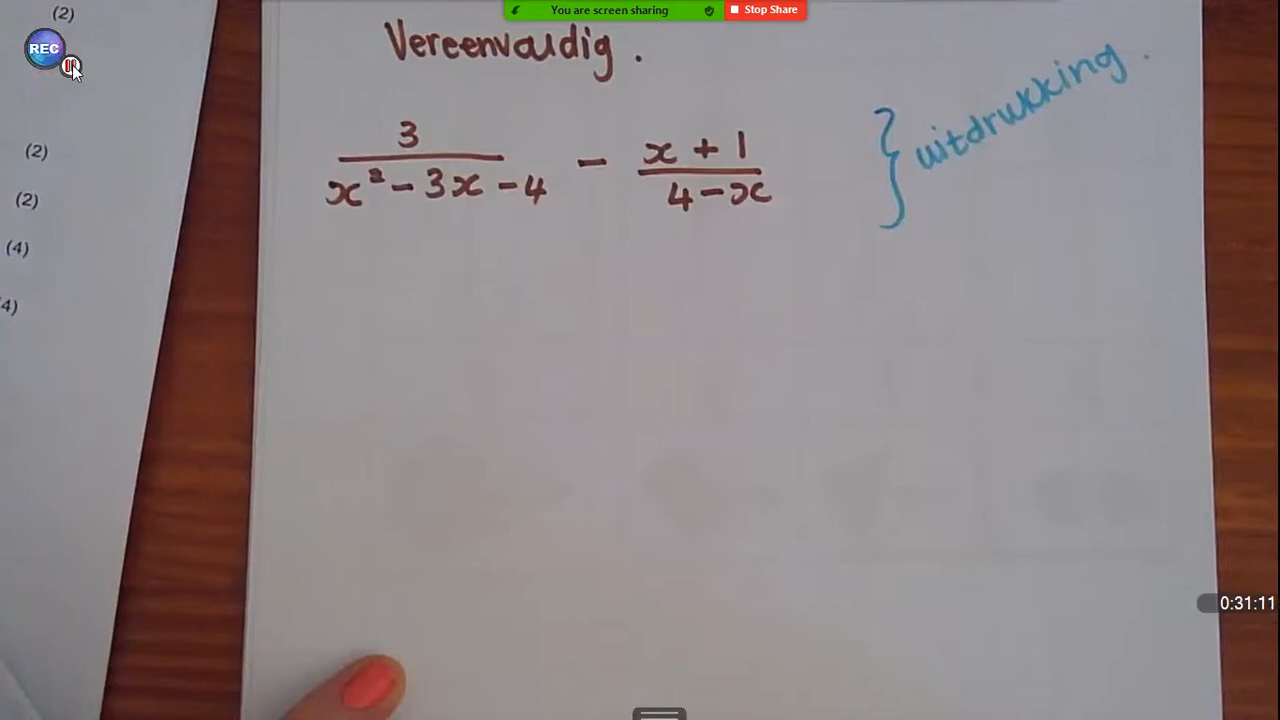 You are screen sharing Stop Share
(2)
REC
Vereenvoudig.
3 / x² - 3x - 4 - x + 1 / 4 - x } uitdrukking.
(2)
(2)
(4)
4)
0:31:11